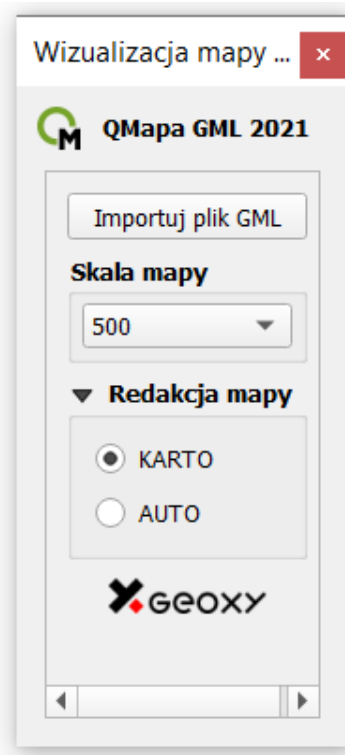 Wizualizacja mapy ...
QMapa GML 2021
Importuj plik GML
Skala mapy
500
Redakcja mapy
KARTO
AUTO
GEOXY